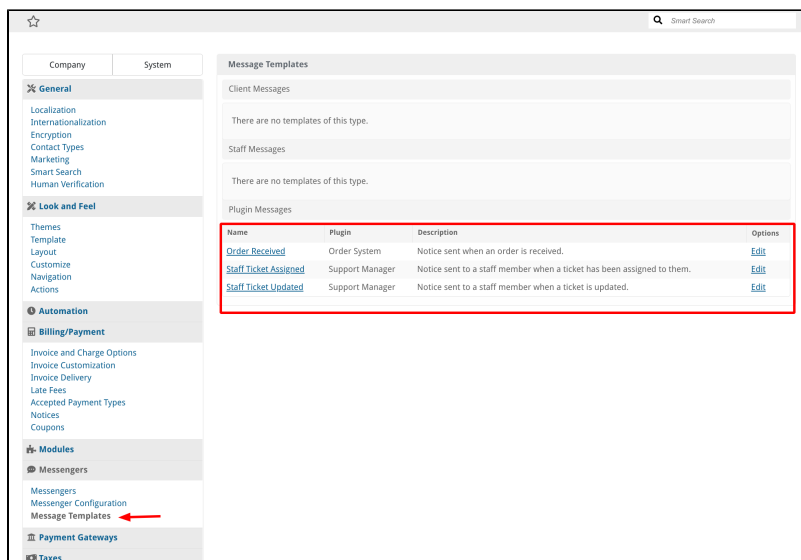 Smart Search
Company System
General
Localization
Internationalization
Encryption
Contact Types
Marketing
Smart Search
Human Verification
Look and Feel
Themes
Template
Layout
Customize
Navigation
Actions
Automation
Billing/Payment
Invoice and Charge Options
Invoice Customization
Invoice Delivery
Late Fees
Accepted Payment Types
Notices
Coupons
Modules
Messengers
Messengers
Messenger Configuration
Message Templates
Payment Gateways
Taxes
Message Templates
Client Messages
There are no templates of this type.
Staff Messages
There are no templates of this type.
Plugin Messages
Name Plugin Description Options
Order Received Order System Notice sent when an order is received. Edit
Staff Ticket Assigned Support Manager Notice sent to a staff member when a ticket has been assigned to them. Edit
Staff Ticket Updated Support Manager Notice sent to a staff member when a ticket is updated. Edit